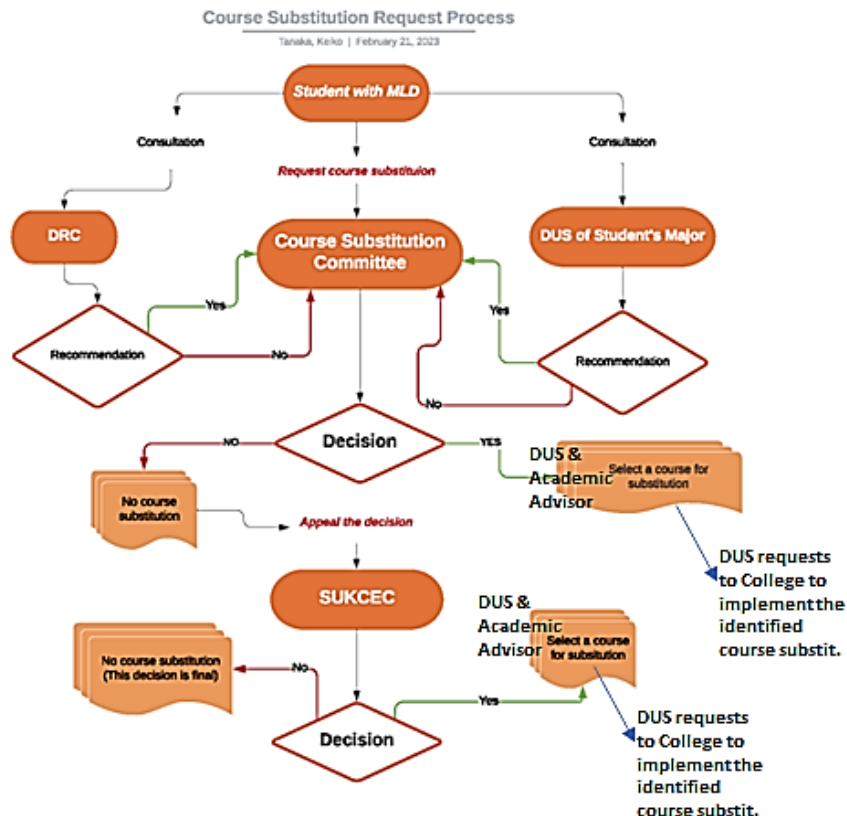 Course Substitution Request Process
Tanaka, Keiko | February 21, 2023
Student with MLD
Consultation
Consultation
Request course substituion
DRC
Course Substitution
Committee
DUS of Student's Major
Yes
Yes
Recommendation
No
Recommendation
No
Decision
NO
YES
DUS &
Academic
Advisor
Select a course for
substitution
No course
substitution
Appeal the decision
DUS requests
to College to
implement the
identified
course substit.
SUKCEC
DUS &
Academic
Advisor
Select a course
for subsitution
No course substitution
(This decision is final)
No
Yes
Decision
DUS requests
to College to
implement the
identified
course substit.